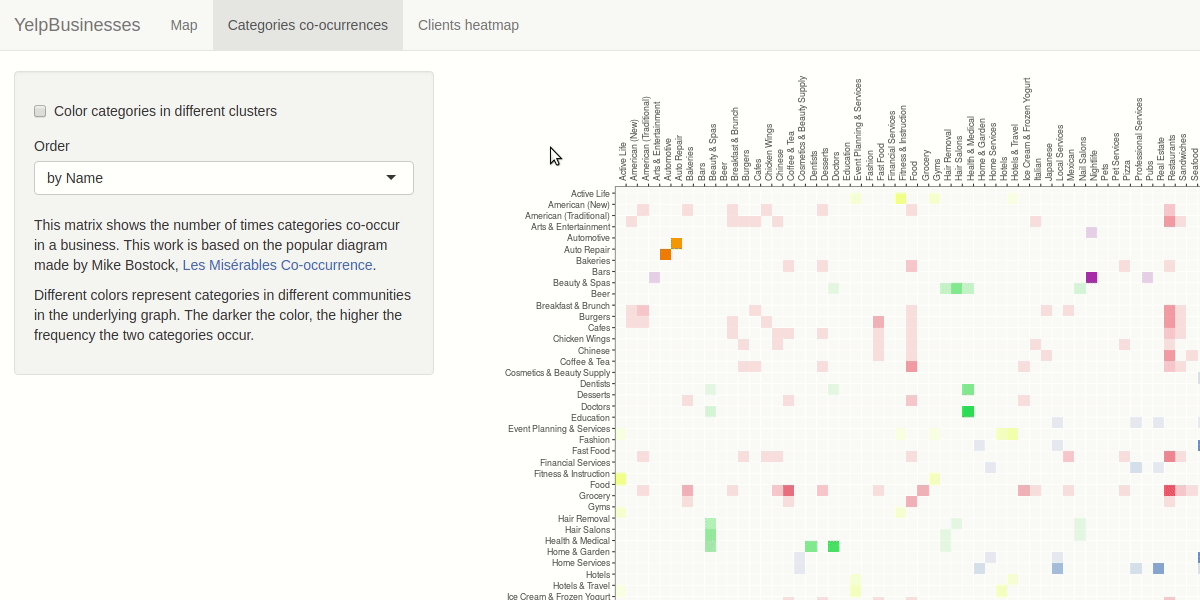 YelpBusinesses Map Categories co-ocurrences Clients heatmap
Color categories in different clusters
Order
by Name
This matrix shows the number of times categories co-occur
in a business. This work is based on the popular diagram
made by Mike Bostock, Les Misérables Co-occurrence.
Different colors represent categories in different communities
in the underlying graph. The darker the color, the higher the
frequency the two categories occur.
Active Life
American (New)
American (Traditional)
Arts & Entertainment
Automotive
Auto Repair
Bakeries
Bars
Beauty & Spas
Beer
Breakfast & Brunch
Burgers
Cafes
Chicken Wings
Chinese
Coffee & Tea
Cosmetics & Beauty Supply
Dentists
Desserts
Doctors
Education
Event Planning & Services
Fashion
Fast Food
Financial Services
Fitness & Instruction
Food
Grocery
Gyms
Hair Removal
Hair Salons
Health & Medical
Home & Garden
Home Services
Hotels
Hotels & Travel
Ice Cream & Frozen Yogurt
Italian
Japanese
Local Services
Mexican
Nail Salons
Nightlife
Pets
Pet Services
Pizza
Professional Services
Pubs
Real Estate
Restaurants
Sandwiches
Seafood
Active Life
American (New)
American (Traditional)
Arts & Entertainment
Automotive
Auto Repair
Bakeries
Bars
Beauty & Spas
Beer
Breakfast & Brunch
Burgers
Cafes
Chicken Wings
Chinese
Coffee & Tea
Cosmetics & Beauty Supply
Dentists
Desserts
Doctors
Education
Event Planning & Services
Fashion
Fast Food
Financial Services
Fitness & Instruction
Food
Grocery
Gyms
Hair Removal
Hair Salons
Health & Medical
Home & Garden
Home Services
Hotels
Hotels & Travel
Ice Cream & Frozen Yogurt